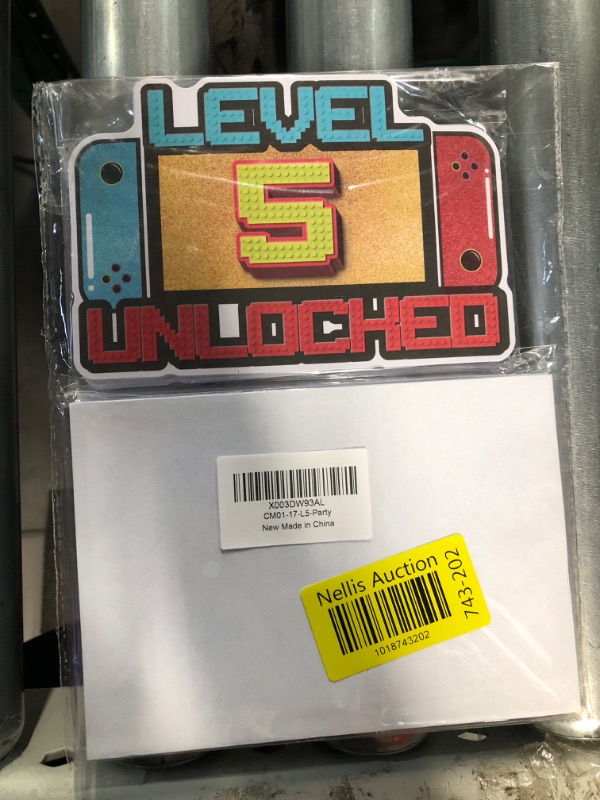 LEVEL
5
UNLOCKED
X003DW93AL
CM01-17-L5-Party
New Made in China
Nellis Auction
743-202
1018743202